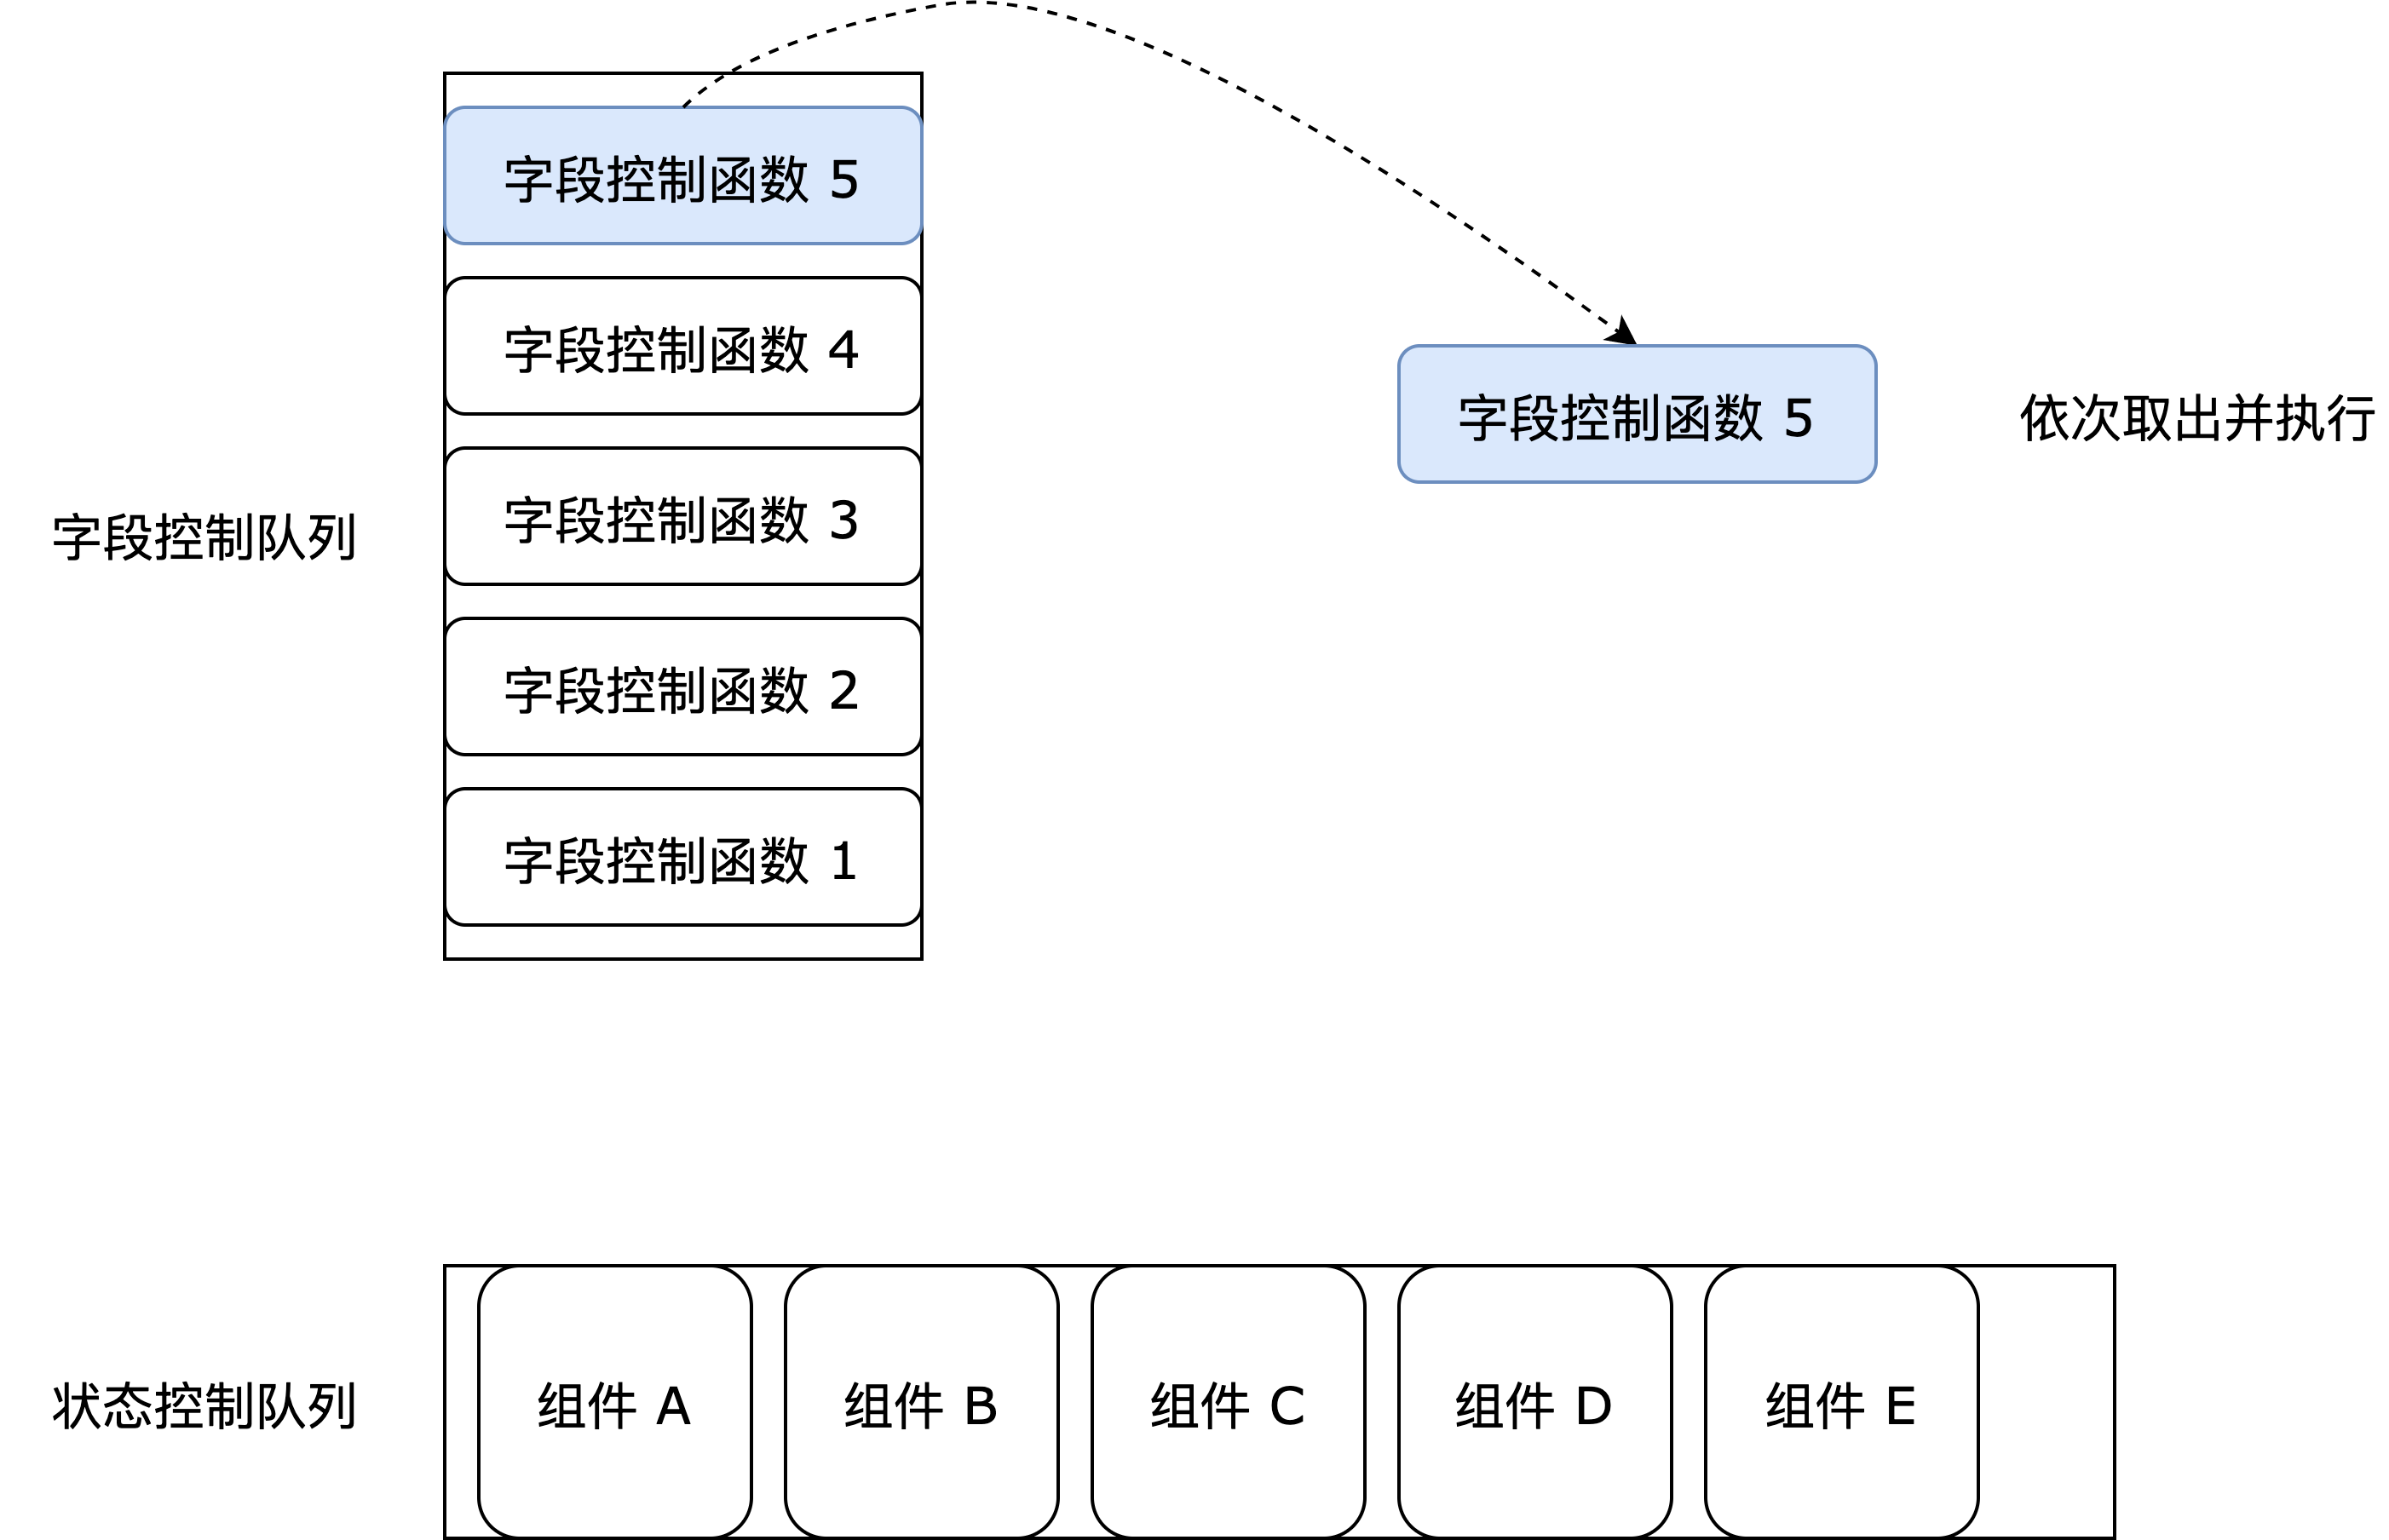 字段控制函数 5
字段控制函数 4
字段控制函数 3
字段控制函数 2
字段控制函数 1
字段控制队列
字段控制函数 5
依次取出并执行
状态控制队列
组件 A
组件 B
组件 C
组件 D
组件 E